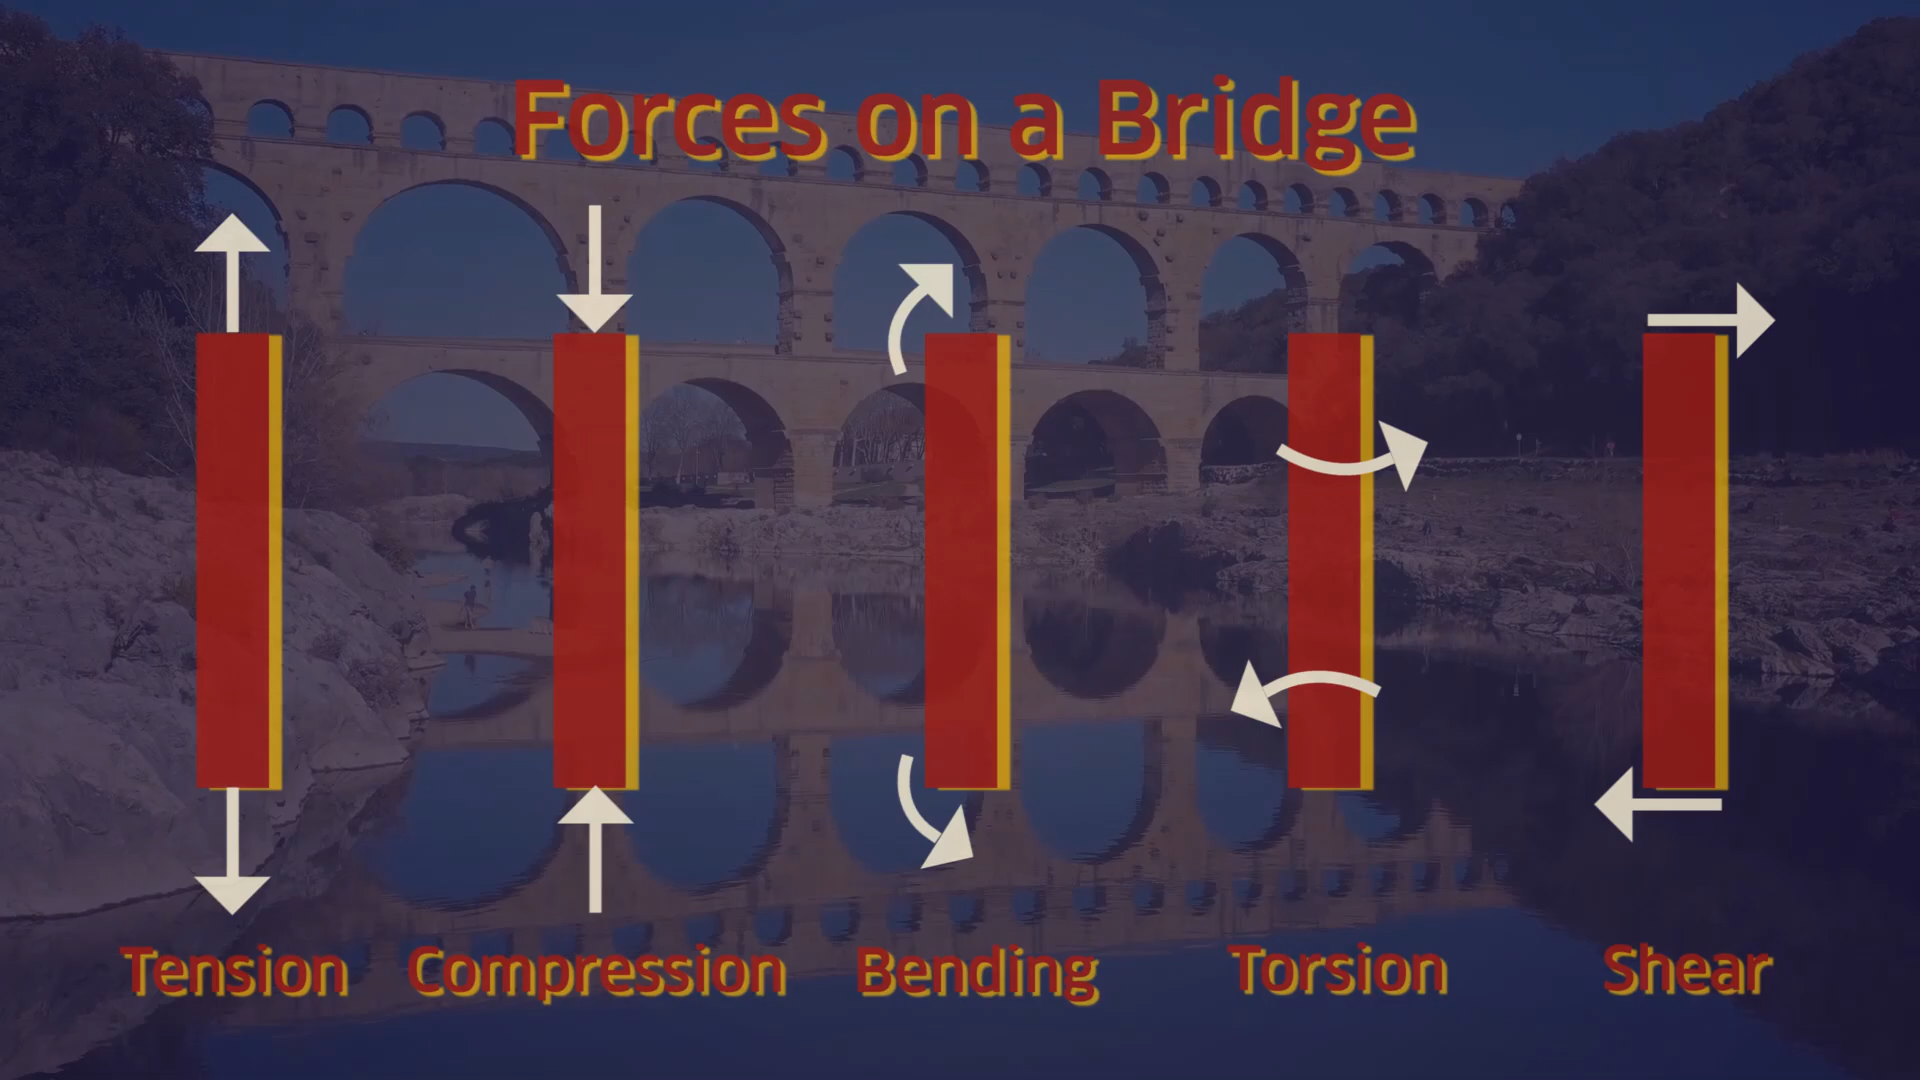 Forces on a Bridge
Tension
Compression
Bending
Torsion
Shear